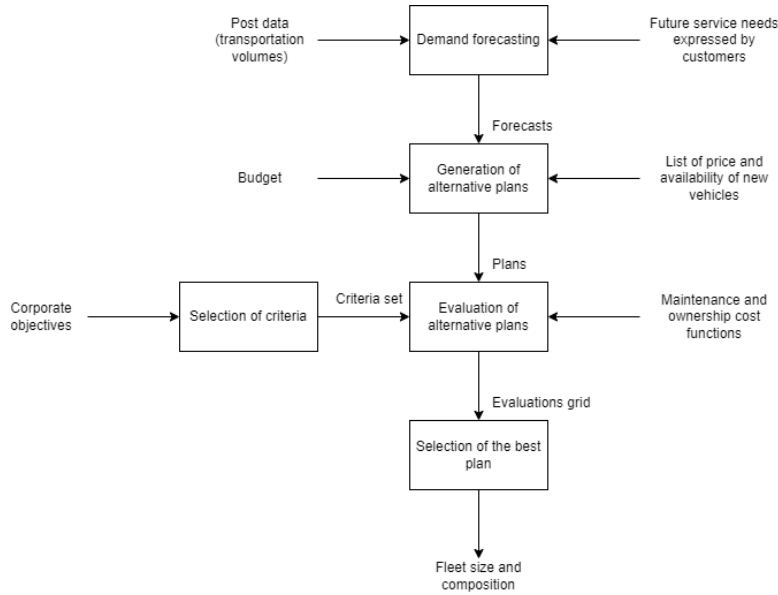 Post data
(transportation
volumes)
Demand forecasting
Future service needs
expressed by
customers
Forecasts
Budget
Generation of
alternative plans
List of price and
availability of new
vehicles
Plans
Corporate
objectives
Selection of criteria
Criteria set
Evaluation of
alternative plans
Maintenance and
ownership cost
functions
Evaluations grid
Selection of the best
plan
Fleet size and
composition